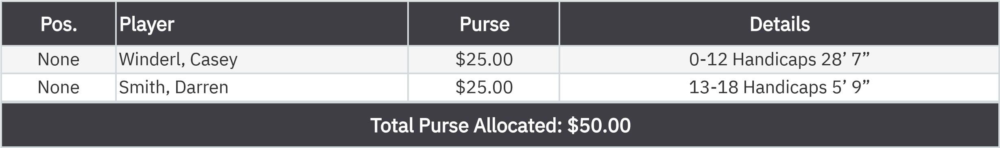 Pos. Player Purse Details
None Winderl, Casey $25.00 0-12 Handicaps 28’ 7”
None Smith, Darren $25.00 13-18 Handicaps 5’ 9”
Total Purse Allocated: $50.00